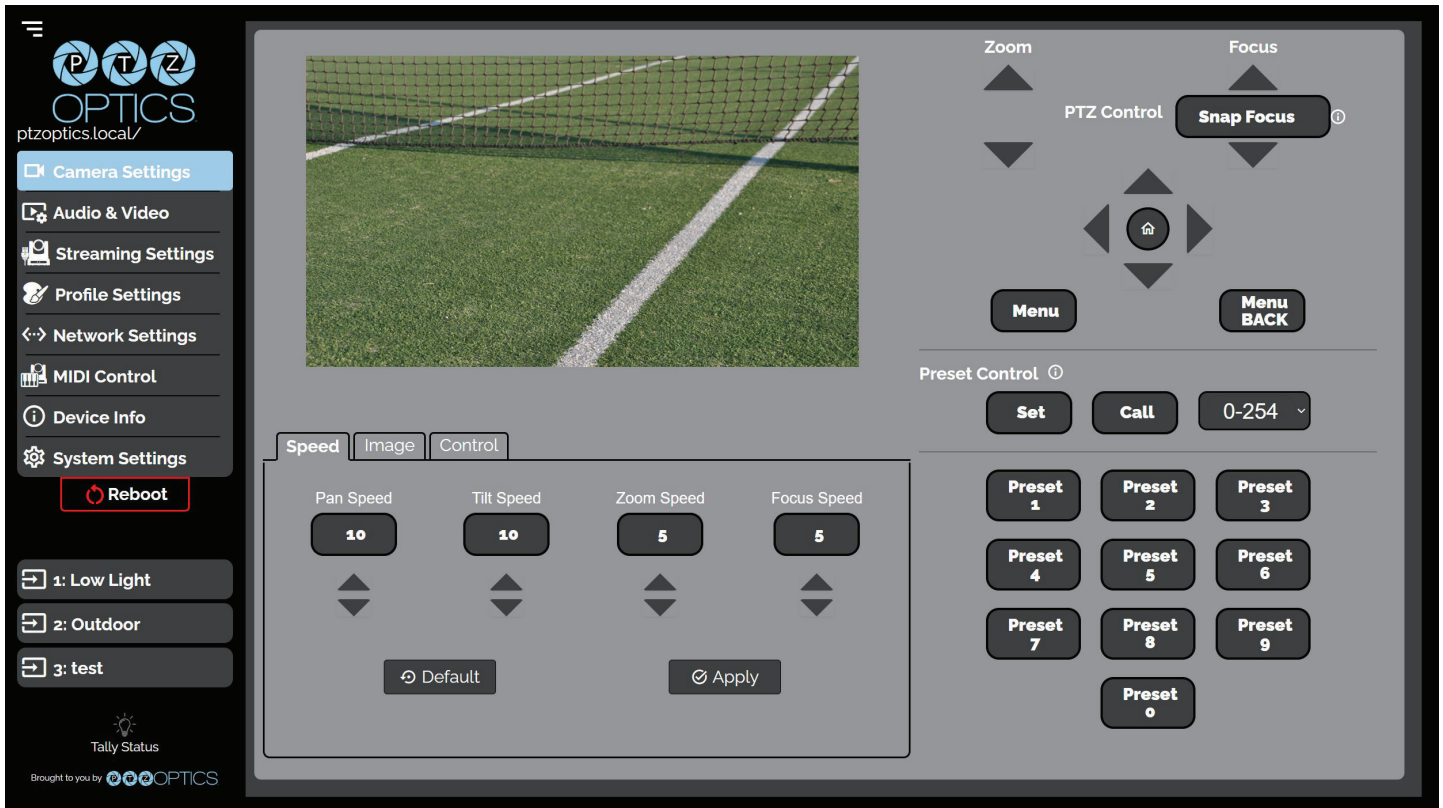 PTZ
OPTICS
ptzoptics.local/
Camera Settings
Audio & Video
Streaming Settings
Profile Settings
Network Settings
MIDI Control
Device Info
System Settings
Reboot
1: Low Light
2: Outdoor
3: test
Tally Status
Brought to you by PTZOPTICS
Speed
Image
Control
Pan Speed
Tilt Speed
Zoom Speed
Focus Speed
10
10
5
5
Default
Apply
Zoom
Focus
PTZ Control
Snap Focus
Menu
Menu
BACK
Preset Control
Set
Call
0-254
Preset
1
Preset
2
Preset
3
Preset
4
Preset
5
Preset
6
Preset
7
Preset
8
Preset
9
Preset
0